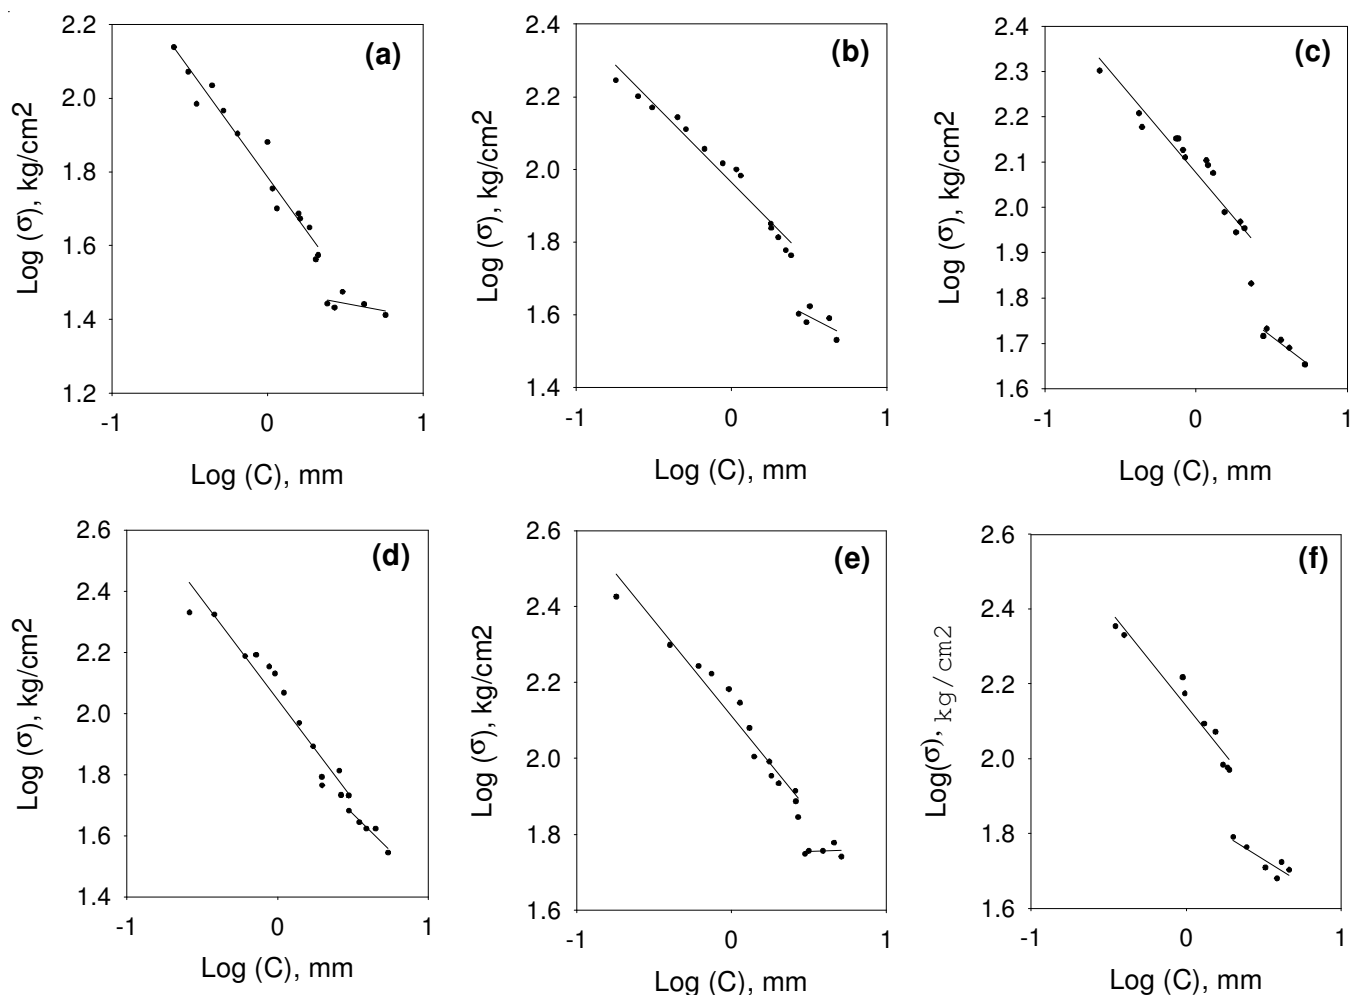 (a)
2.2
2.0
1.8
1.6
1.4
1.2
-1 0 1
Log (σ), kg/cm2
Log (C), mm
(b)
2.4
2.2
2.0
1.8
1.6
1.4
-1 0 1
Log (σ), kg/cm2
Log (C), mm
(c)
2.4
2.3
2.2
2.1
2.0
1.9
1.8
1.7
1.6
-1 0 1
Log (σ), kg/cm2
Log (C), mm
(d)
2.6
2.4
2.2
2.0
1.8
1.6
1.4
-1 0 1
Log (σ), kg/cm2
Log (C), mm
(e)
2.6
2.4
2.2
2.0
1.8
1.6
-1 0 1
Log (σ), kg/cm2
Log (C), mm
(f)
2.6
2.4
2.2
2.0
1.8
1.6
-1 0 1
Log(σ), kg/cm2
Log (C), mm